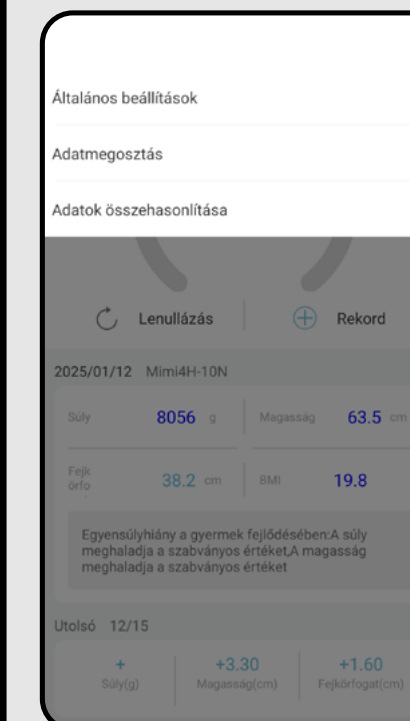 Általános beállítások
Adatmegosztás
Adatok összehasonlítása
Lenullázás Rekord
2025/01/12 Mimi4H-10N
Súly 8056 g Magasság 63.5 cm
Fejk
örfo 38.2 cm BMI 19.8
Egyensúlyhiány a gyermek fejlődésében:A súly
meghaladja a szabványos értéket,A magasság
meghaladja a szabványos értéket
Utolsó 12/15
+ +3.30 +1.60
Súly(g) Magasság(cm) Fejkörfogat(cm)